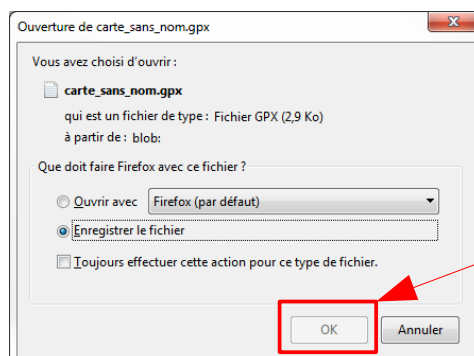 Ouverture de carte_sans_nom.gpx
x
Vous avez choisi d'ouvrir :
carte_sans_nom.gpx
qui est un fichier de type : Fichier GPX (2,9 Ko)
à partir de : blob:
Que doit faire Firefox avec ce fichier ?
Ouvrir avec Firefox (par défaut)
Enregistrer le fichier
Toujours effectuer cette action pour ce type de fichier.
OK Annuler